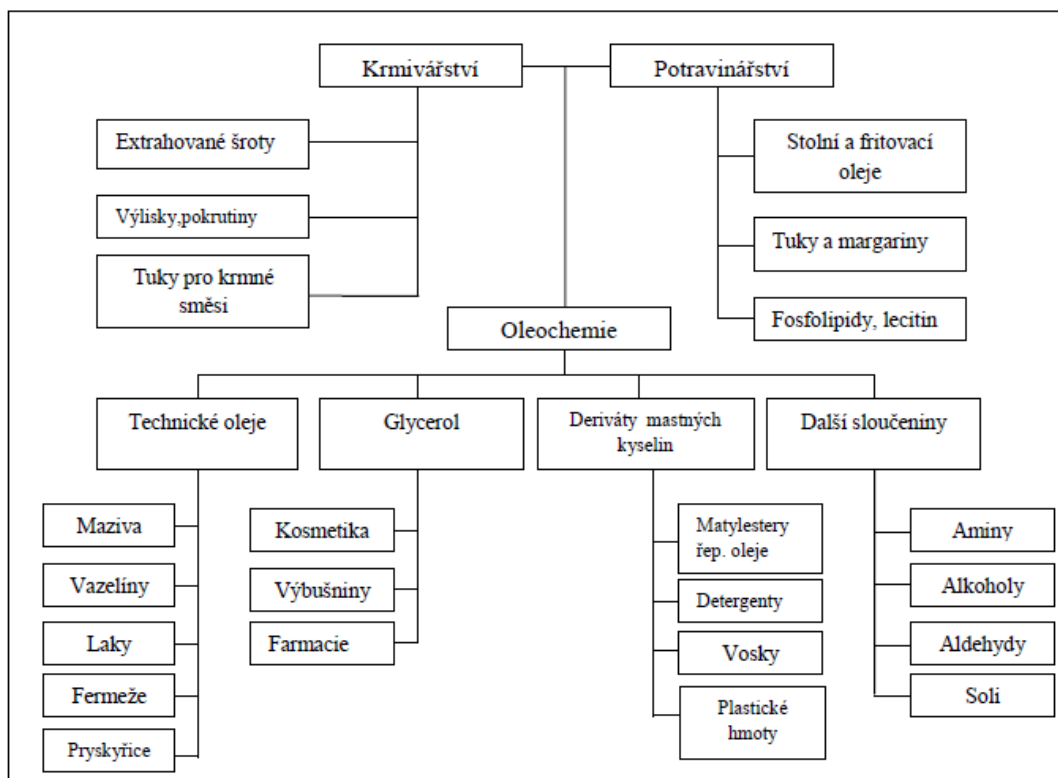 Krmivářství
Potravinářství
Extrahované šroty
Stolní a fritovací
oleje
Výlisky,pokrutiny
Tuky a margariny
Tuky pro krmné
směsi
Fosfolipidy, lecitin
Oleochemie
Technické oleje
Glycerol
Deriváty mastných
kyselin
Další sloučeniny
Maziva
Vazelíny
Laky
Fermeže
Pryskyřice
Kosmetika
Výbušniny
Farmacie
Matylestery
řep. oleje
Detergenty
Vosky
Plastické
hmoty
Aminy
Alkoholy
Aldehydy
Soli